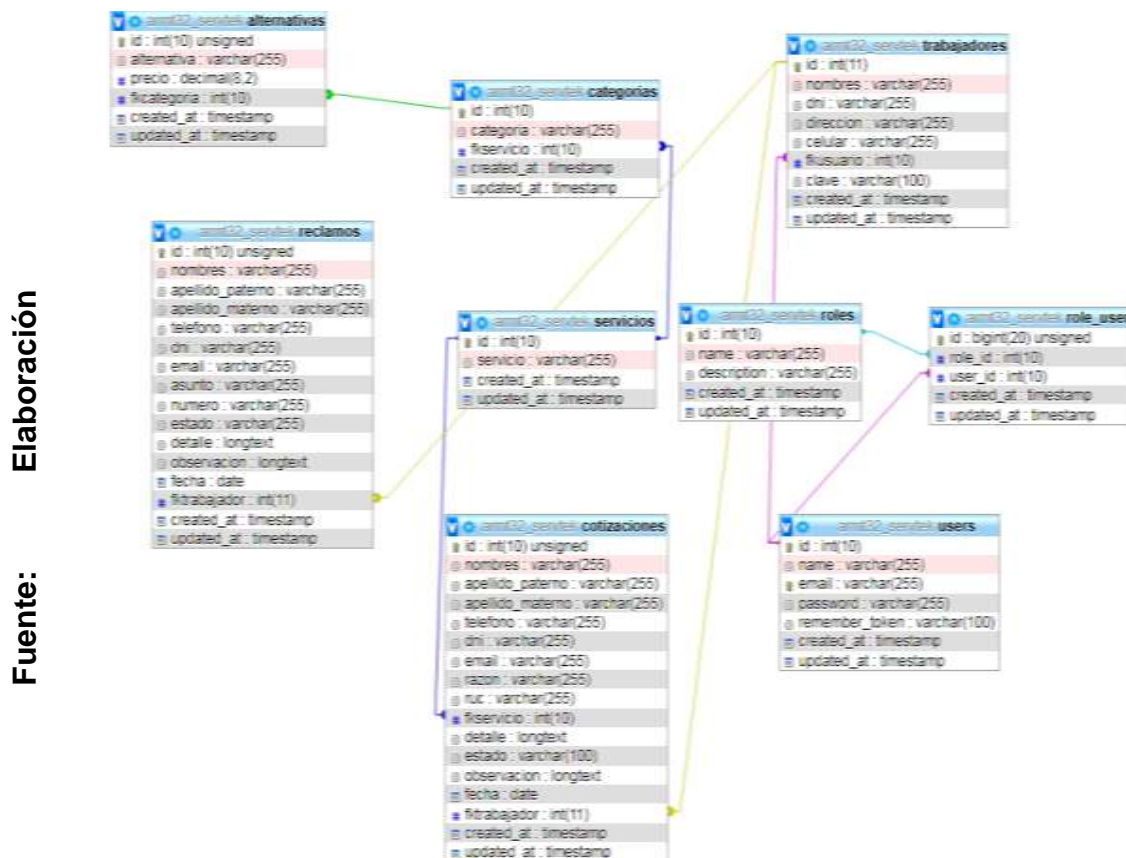 alternativas
id : int(10) unsigned
alternativa : varchar(255)
precio : decimal(8,2)
fkcategoria : int(10)
created_at : timestamp
updated_at : timestamp
categorias
id : int(10)
categoria : varchar(255)
fkservicio : int(10)
created_at : timestamp
updated_at : timestamp
trabajadores
id : int(11)
nombres : varchar(255)
dni : varchar(255)
direccion : varchar(255)
celular : varchar(255)
fkusuario : int(10)
clave : varchar(100)
created_at : timestamp
updated_at : timestamp
reclamos
id : int(10) unsigned
nombres : varchar(255)
apellido_paterno : varchar(255)
apellido_materno : varchar(255)
telefono : varchar(255)
dni : varchar(255)
email : varchar(255)
asunto : varchar(255)
numero : varchar(255)
estado : varchar(255)
detalle : longtext
observacion : longtext
fecha : date
fktrabajador : int(11)
created_at : timestamp
updated_at : timestamp
servicios
id : int(10)
servicio : varchar(255)
created_at : timestamp
updated_at : timestamp
roles
id : int(10)
name : varchar(255)
description : varchar(255)
created_at : timestamp
updated_at : timestamp
role_user
id : bigint(20) unsigned
role_id : int(10)
user_id : int(10)
created_at : timestamp
updated_at : timestamp
cotizaciones
id : int(10) unsigned
nombres : varchar(255)
apellido_paterno : varchar(255)
apellido_materno : varchar(255)
telefono : varchar(255)
dni : varchar(255)
email : varchar(255)
razon : varchar(255)
ruc : varchar(255)
fkservicio : int(10)
detalle : longtext
estado : varchar(100)
observacion : longtext
fecha : date
fktrabajador : int(11)
created_at : timestamp
updated_at : timestamp
users
id : int(10)
name : varchar(255)
email : varchar(255)
password : varchar(255)
remember_token : varchar(100)
created_at : timestamp
updated_at : timestamp
Fuente: Elaboración